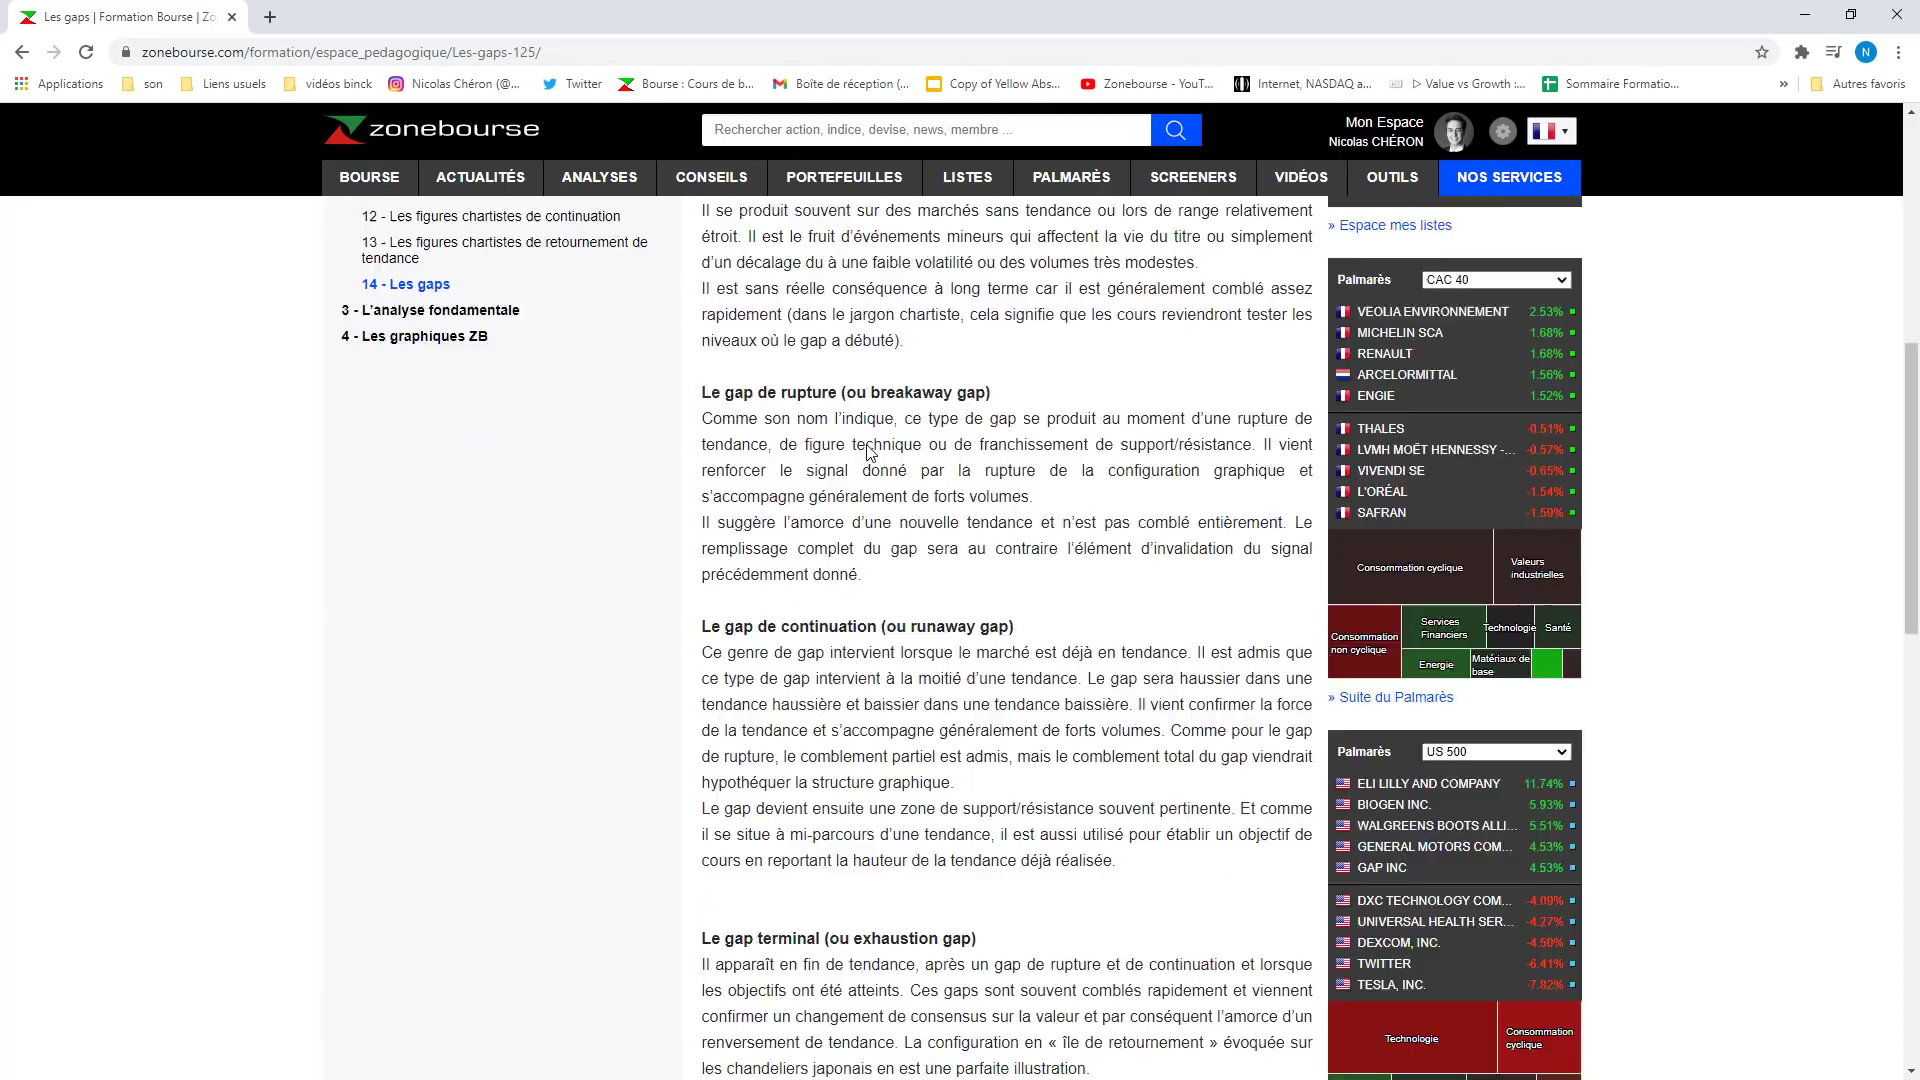 Les gaps | Formation Bourse | Zo
zonebourse.com/formation/espace_pedagogique/Les-gaps-125/
N
Applications
son
Liens usuels
vidéos binck
Nicolas Chéron (@...
Twitter
Bourse : Cours de b...
Boîte de réception (...
Copy of Yellow Abs...
Zonebourse - YouT...
Internet, NASDAQ a...
Value vs Growth :...
Sommaire Formatio...
»
Autres favoris
zonebourse
Rechercher action, indice, devise, news, membre ...
Mon Espace
Nicolas CHÉRON
BOURSE
ACTUALITÉS
ANALYSES
CONSEILS
PORTEFEUILLES
LISTES
PALMARÈS
SCREENERS
VIDÉOS
OUTILS
NOS SERVICES
12 - Les figures chartistes de continuation
13 - Les figures chartistes de retournement de
tendance
14 - Les gaps
3 - L'analyse fondamentale
4 - Les graphiques ZB
Il se produit souvent sur des marchés sans tendance ou lors de range relativement
étroit. Il est le fruit d'événements mineurs qui affectent la vie du titre ou simplement
d'un décalage du à une faible volatilité ou des volumes très modestes.
Il est sans réelle conséquence à long terme car il est généralement comblé assez
rapidement (dans le jargon chartiste, cela signifie que les cours reviendront tester les
niveaux où le gap a débuté).
Le gap de rupture (ou breakaway gap)
Comme son nom l'indique, ce type de gap se produit au moment d'une rupture de
tendance, de figure technique ou de franchissement de support/résistance. Il vient
renforcer le signal donné par la rupture de la configuration graphique et
s'accompagne généralement de forts volumes.
Il suggère l'amorce d'une nouvelle tendance et n'est pas comblé entièrement. Le
remplissage complet du gap sera au contraire l'élément d'invalidation du signal
précédemment donné.
Le gap de continuation (ou runaway gap)
Ce genre de gap intervient lorsque le marché est déjà en tendance. Il est admis que
ce type de gap intervient à la moitié d'une tendance. Le gap sera haussier dans une
tendance haussière et baissier dans une tendance baissière. Il vient confirmer la force
de la tendance et s'accompagne généralement de forts volumes. Comme pour le gap
de rupture, le comblement partiel est admis, mais le comblement total du gap viendrait
hypothéquer la structure graphique.
Le gap devient ensuite une zone de support/résistance souvent pertinente. Et comme
il se situe à mi-parcours d'une tendance, il est aussi utilisé pour établir un objectif de
cours en reportant la hauteur de la tendance déjà réalisée.
Le gap terminal (ou exhaustion gap)
Il apparaît en fin de tendance, après un gap de rupture et de continuation et lorsque
les objectifs ont été atteints. Ces gaps sont souvent comblés rapidement et viennent
confirmer un changement de consensus sur la valeur et par conséquent l'amorce d'un
renversement de tendance. La configuration en « île de retournement » évoquée sur
les chandeliers japonais en est une parfaite illustration.
» Espace mes listes
Palmarès CAC 40
VEOLIA ENVIRONNEMENT 2.53%
MICHELIN SCA 1.68%
RENAULT 1.68%
ARCELORMITTAL 1.56%
ENGIE 1.52%
THALES -0.51%
LVMH MOËT HENNESSY -... -0.57%
VIVENDI SE -0.65%
L'ORÉAL -1.54%
SAFRAN -1.59%
Consommation cyclique
Valeurs
industrielles
Consommation
non cyclique
Services
Financiers
Technologie
Santé
Energie
Matériaux de
base
» Suite du Palmarès
Palmarès US 500
ELI LILLY AND COMPANY 11.74%
BIOGEN INC. 5.93%
WALGREENS BOOTS ALLI... 5.51%
GENERAL MOTORS COM... 4.53%
GAP INC 4.53%
DXC TECHNOLOGY COM... -4.09%
UNIVERSAL HEALTH SER... -4.27%
DEXCOM, INC. -4.50%
TWITTER -6.41%
TESLA, INC. -7.82%
Technologie
Consommation
cyclique